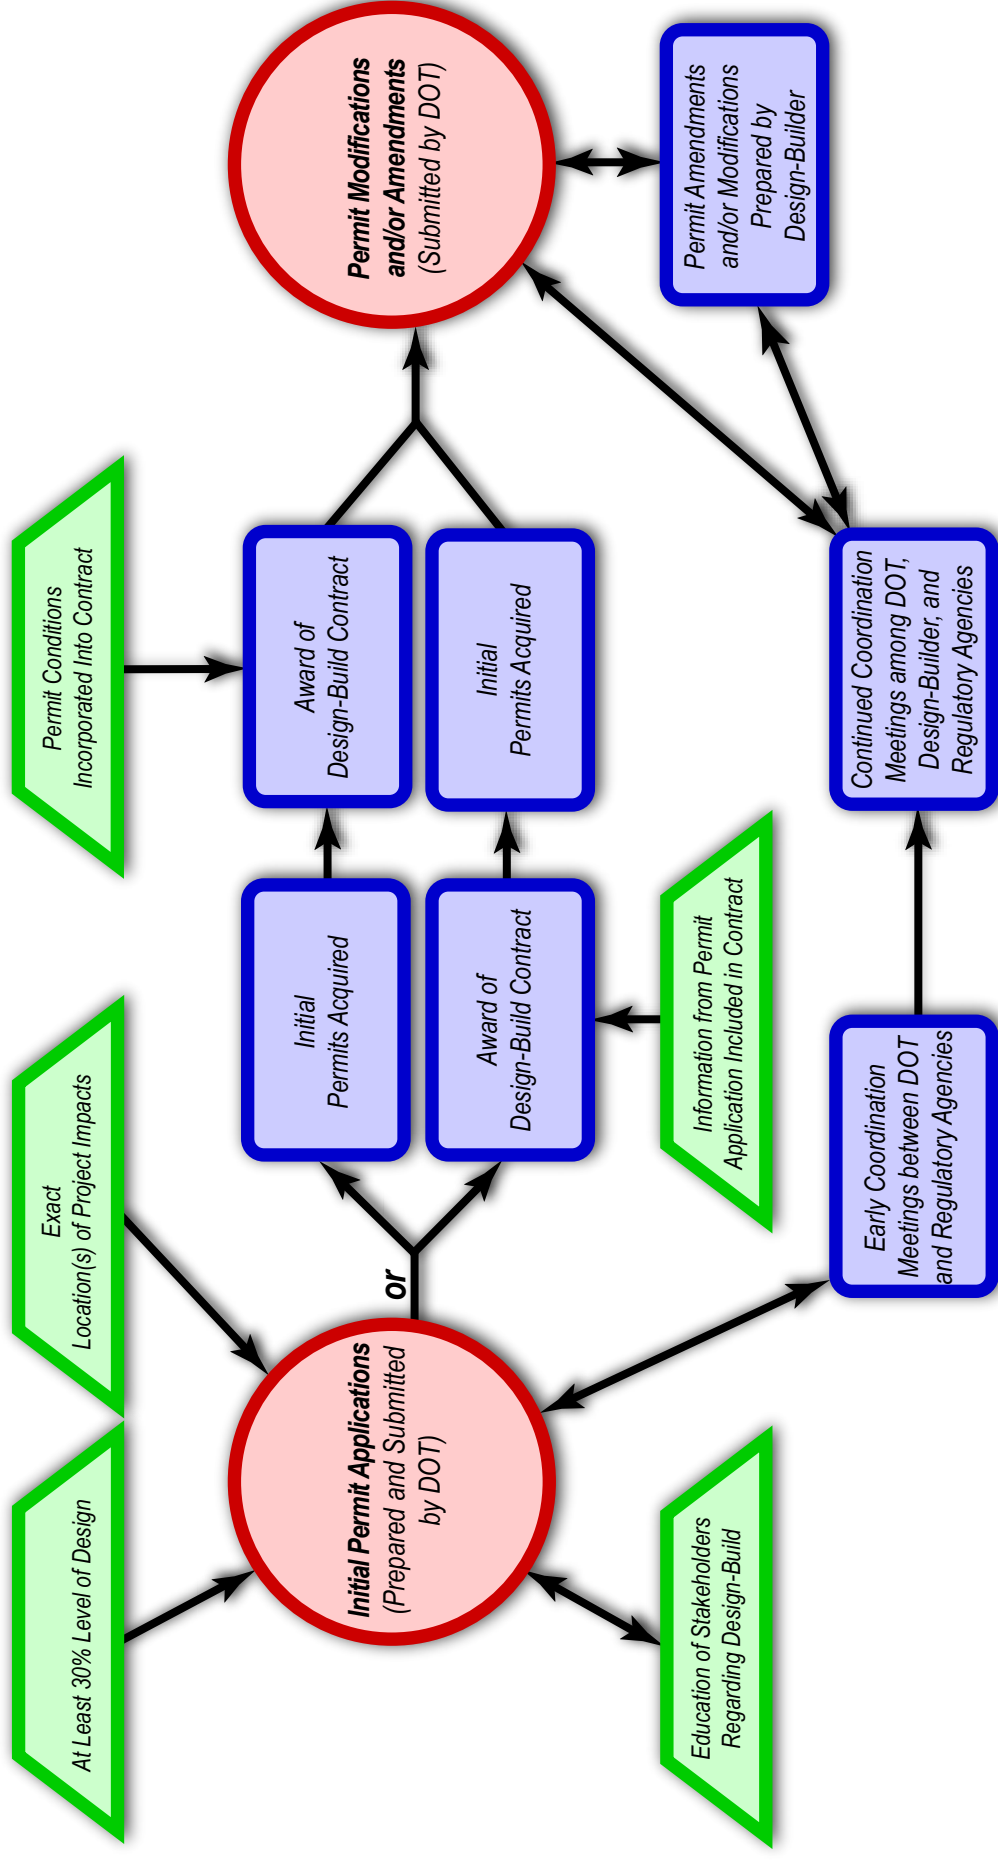 At Least 30% Level of Design
Exact
Location(s) of Project Impacts
Permit Conditions
Incorporated Into Contract
Initial Permit Applications
(Prepared and Submitted
by DOT)
or
Initial
Permits Acquired
Award of
Design-Build Contract
Award of
Design-Build Contract
Initial
Permits Acquired
Permit Modifications
and/or Amendments
(Submitted by DOT)
Education of Stakeholders
Regarding Design-Build
Information from Permit
Application Included in Contract
Permit Amendments
and/or Modifications
Prepared by
Design-Builder
Early Coordination
Meetings between DOT
and Regulatory Agencies
Continued Coordination
Meetings among DOT,
Design-Builder, and
Regulatory Agencies